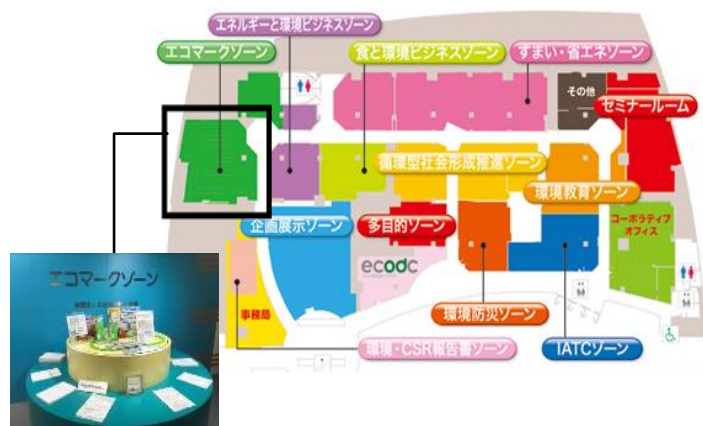 エネルギーと環境ビジネスゾーン
エコマークゾーン
食と環境ビジネスゾーン
すまい・省エネゾーン
その他
セミナールーム
循環型社会形成推進ゾーン
環境教育ゾーン
企画展示ゾーン
多目的ゾーン
コーポラティブ
オフィス
ecodc
事務局
環境防災ゾーン
環境・CSR報告書ゾーン
IATCゾーン
エコマークゾーン